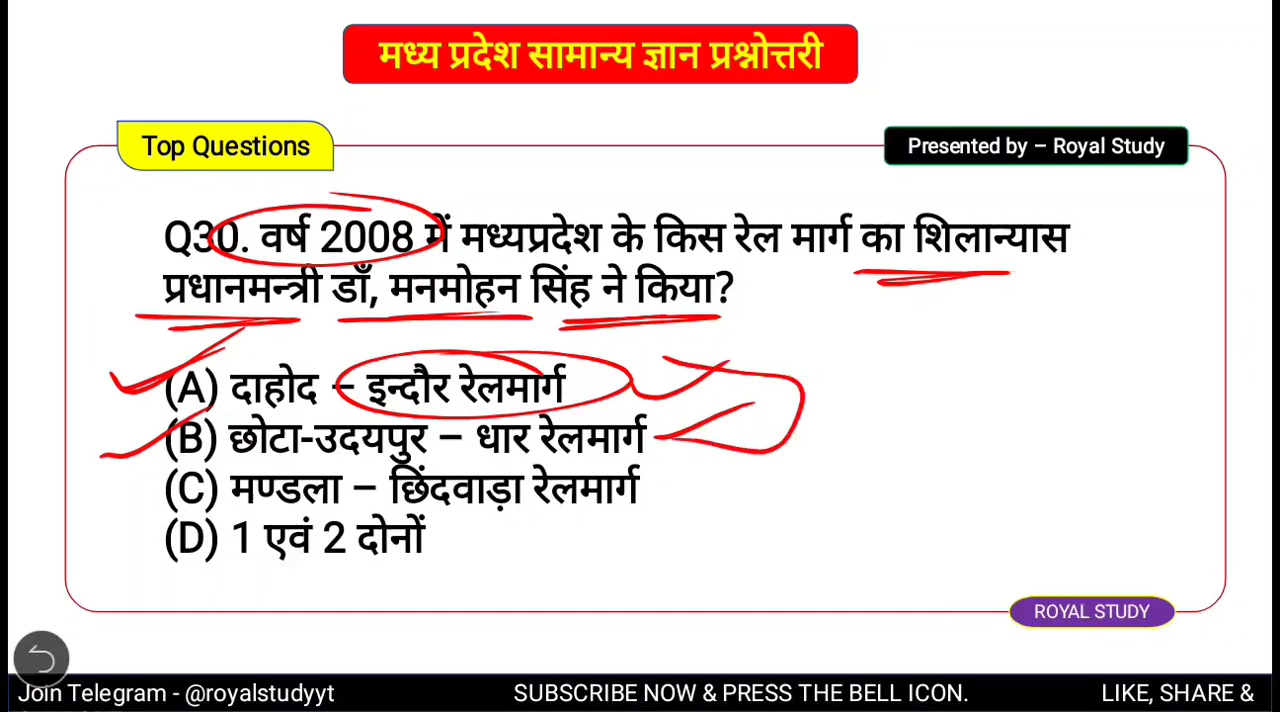 मध्य प्रदेश सामान्य ज्ञान प्रश्नोत्तरी
Top Questions
Presented by – Royal Study
Q30. वर्ष 2008 में मध्यप्रदेश के किस रेल मार्ग का शिलान्यास
प्रधानमन्त्री डाँ, मनमोहन सिंह ने किया?
(A) दाहोद – इन्दौर रेलमार्ग
(B) छोटा-उदयपुर – धार रेलमार्ग
(C) मण्डला – छिंदवाड़ा रेलमार्ग
(D) 1 एवं 2 दोनों
ROYAL STUDY
Join Telegram - @royalstudyyt
SUBSCRIBE NOW & PRESS THE BELL ICON.
LIKE, SHARE &